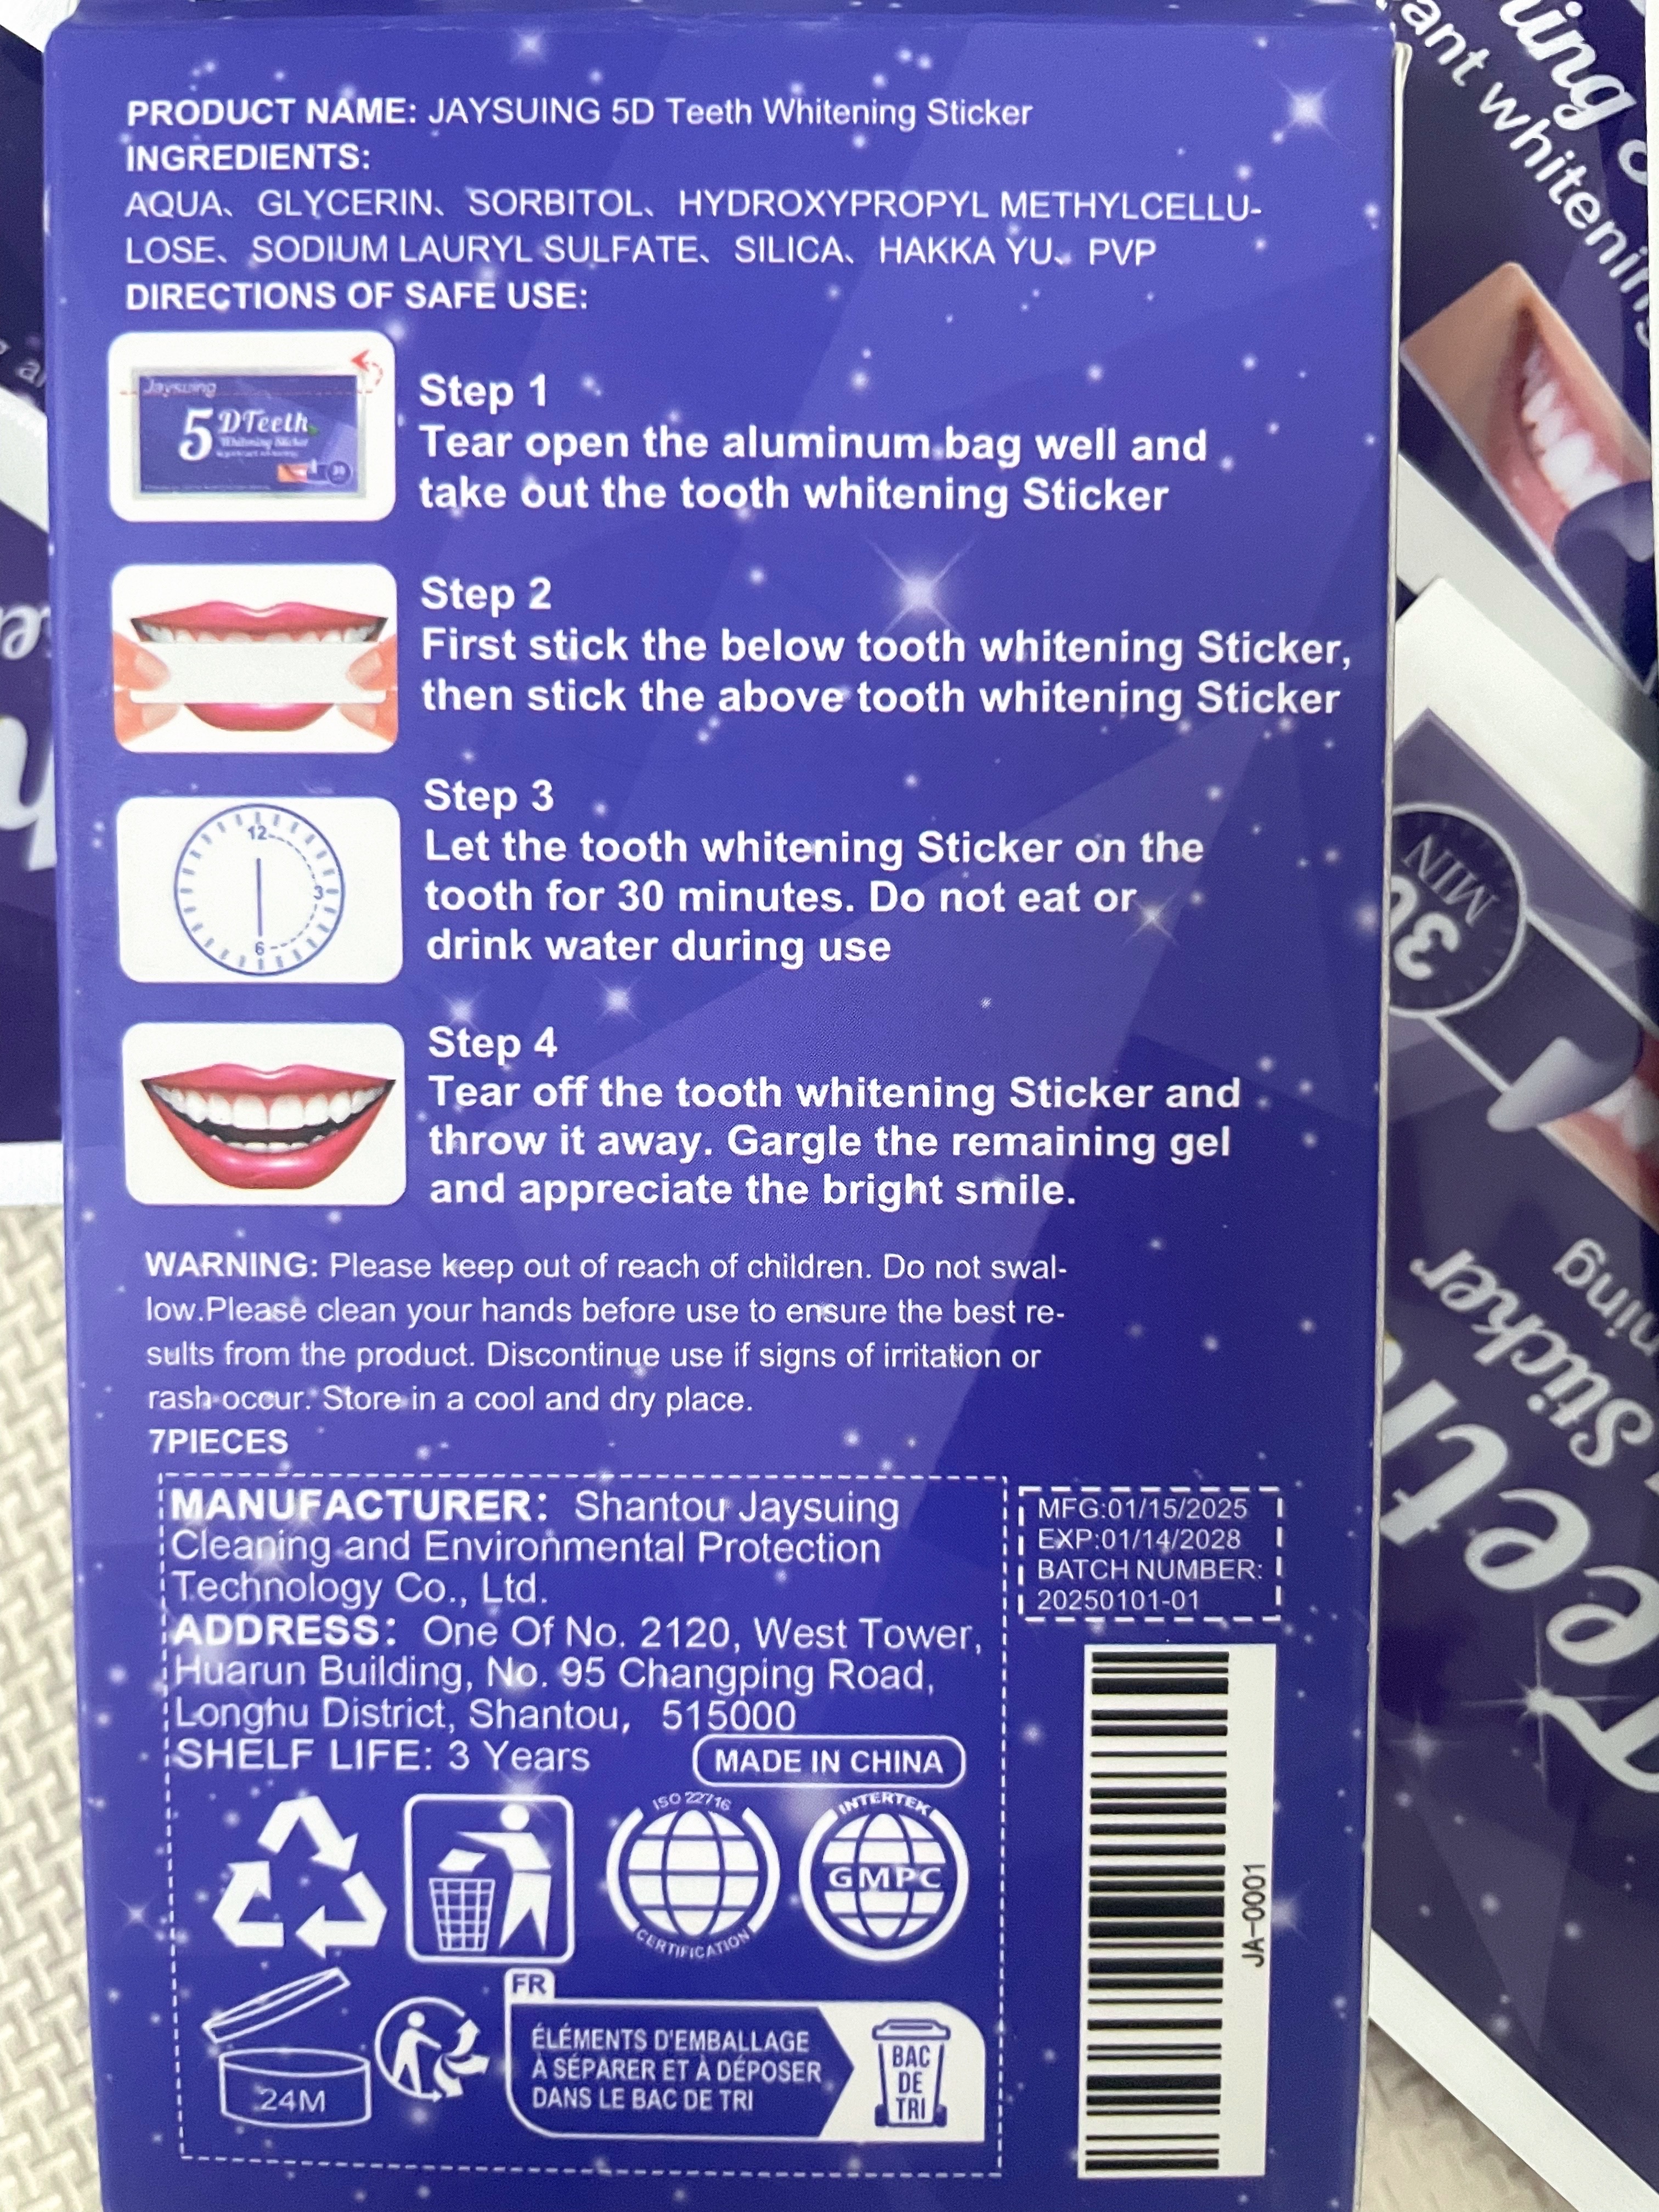 PRODUCT NAME: JAYSUING 5D Teeth Whitening Sticker
INGREDIENTS:
AQUA、GLYCERIN、SORBITOL、HYDROXYPROPYL METHYLCELLU-
LOSE、SODIUM LAURYL SULFATE、SILICA、HAKKA YU、PVP
DIRECTIONS OF SAFE USE:
Jaysuing
5DTeeth
Whitening Sticker
30
Step 1
Tear open the aluminum bag well and
take out the tooth whitening Sticker
Step 2
First stick the below tooth whitening Sticker,
then stick the above tooth whitening Sticker
12
3
6
Step 3
Let the tooth whitening Sticker on the
tooth for 30 minutes. Do not eat or
drink water during use
Step 4
Tear off the tooth whitening Sticker and
throw it away. Gargle the remaining gel
and appreciate the bright smile.
WARNING: Please keep out of reach of children. Do not swal-
low.Please clean your hands before use to ensure the best re-
sults from the product. Discontinue use if signs of irritation or
rash occur. Store in a cool and dry place.
7PIECES
MANUFACTURER: Shantou Jaysuing
Cleaning and Environmental Protection
Technology Co., Ltd.
ADDRESS: One Of No. 2120, West Tower,
Huarun Building, No. 95 Changping Road,
Longhu District, Shantou, 515000
SHELF LIFE: 3 Years
MADE IN CHINA
MFG:01/15/2025
EXP:01/14/2028
BATCH NUMBER:
20250101-01
ISO 22716
CERTIFICATION
INTERTEK
GMPC
JA-0001
24M
FR
ÉLÉMENTS D'EMBALLAGE
À SÉPARER ET À DÉPOSER
DANS LE BAC DE TRI
BAC
DE
TRI
30
MIN
Sticker